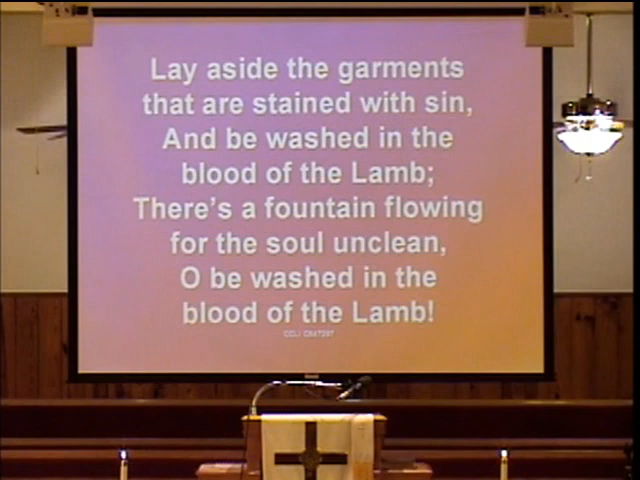 Lay aside the garments
that are stained with sin,
And be washed in the
blood of the Lamb;
There's a fountain flowing
for the soul unclean,
O be washed in the
blood of the Lamb!